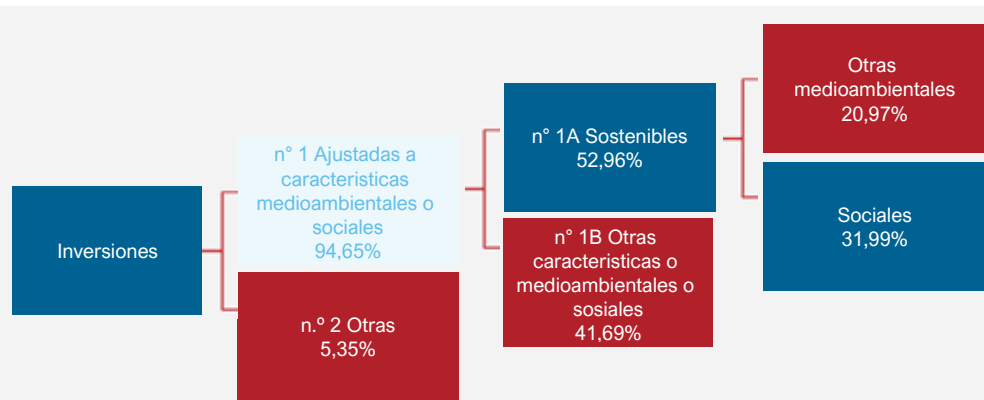 Inversiones
n° 1 Ajustadas a
caracteristicas
medioambientales o
sociales
94,65%
n.º 2 Otras
5,35%
n° 1A Sostenibles
52,96%
n° 1B Otras
caracteristicas o
medioambientales o
sosiales
41,69%
Otras
medioambientales
20,97%
Sociales
31,99%